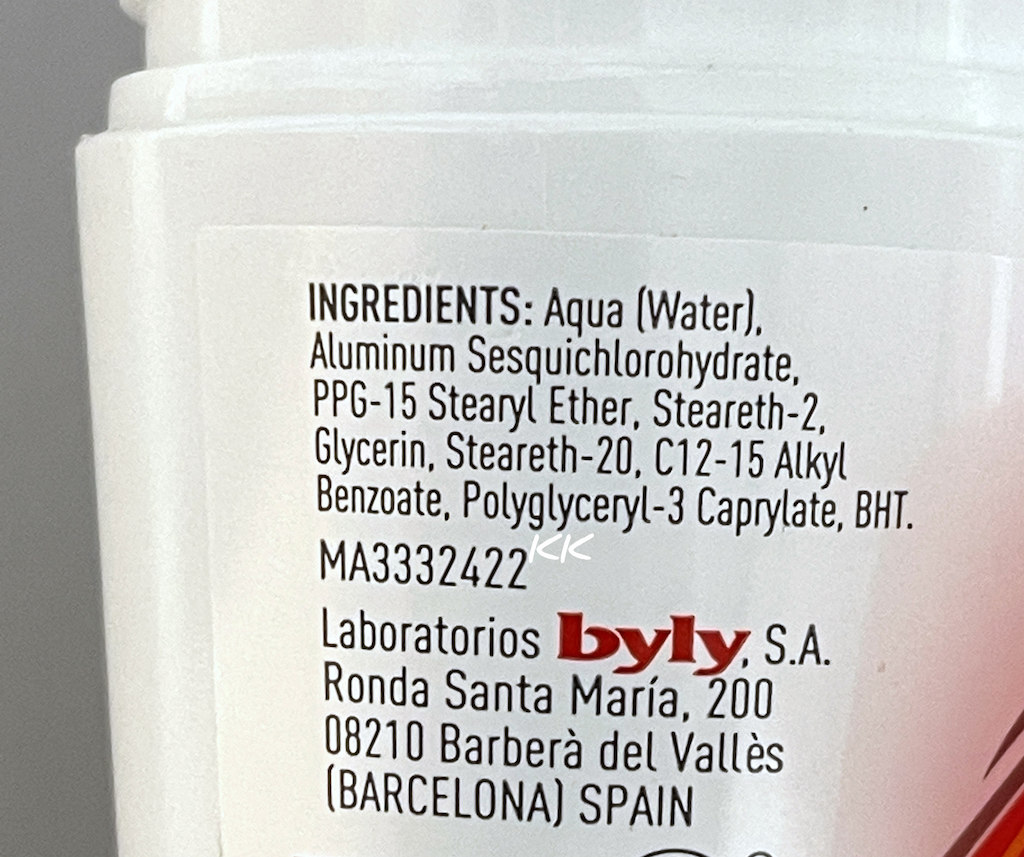 INGREDIENTS: Aqua (Water),
Aluminum Sesquichlorohydrate,
PPG-15 Stearyl Ether, Steareth-2,
Glycerin, Steareth-20, C12-15 Alkyl
Benzoate, Polyglyceryl-3 Caprylate, BHT.
KK
MA3332422
Laboratorios byly, S.A.
Ronda Santa María, 200
08210 Barberà del Vallès
(BARCELONA) SPAIN